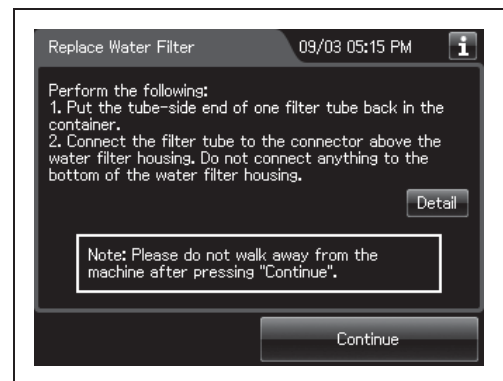 Replace Water Filter
09/03 05:15 PM
i
Perform the following:
1. Put the tube-side end of one filter tube back in the
container.
2. Connect the filter tube to the connector above the
water filter housing. Do not connect anything to the
bottom of the water filter housing.
Detail
Note: Please do not walk away from the
machine after pressing "Continue".
Continue